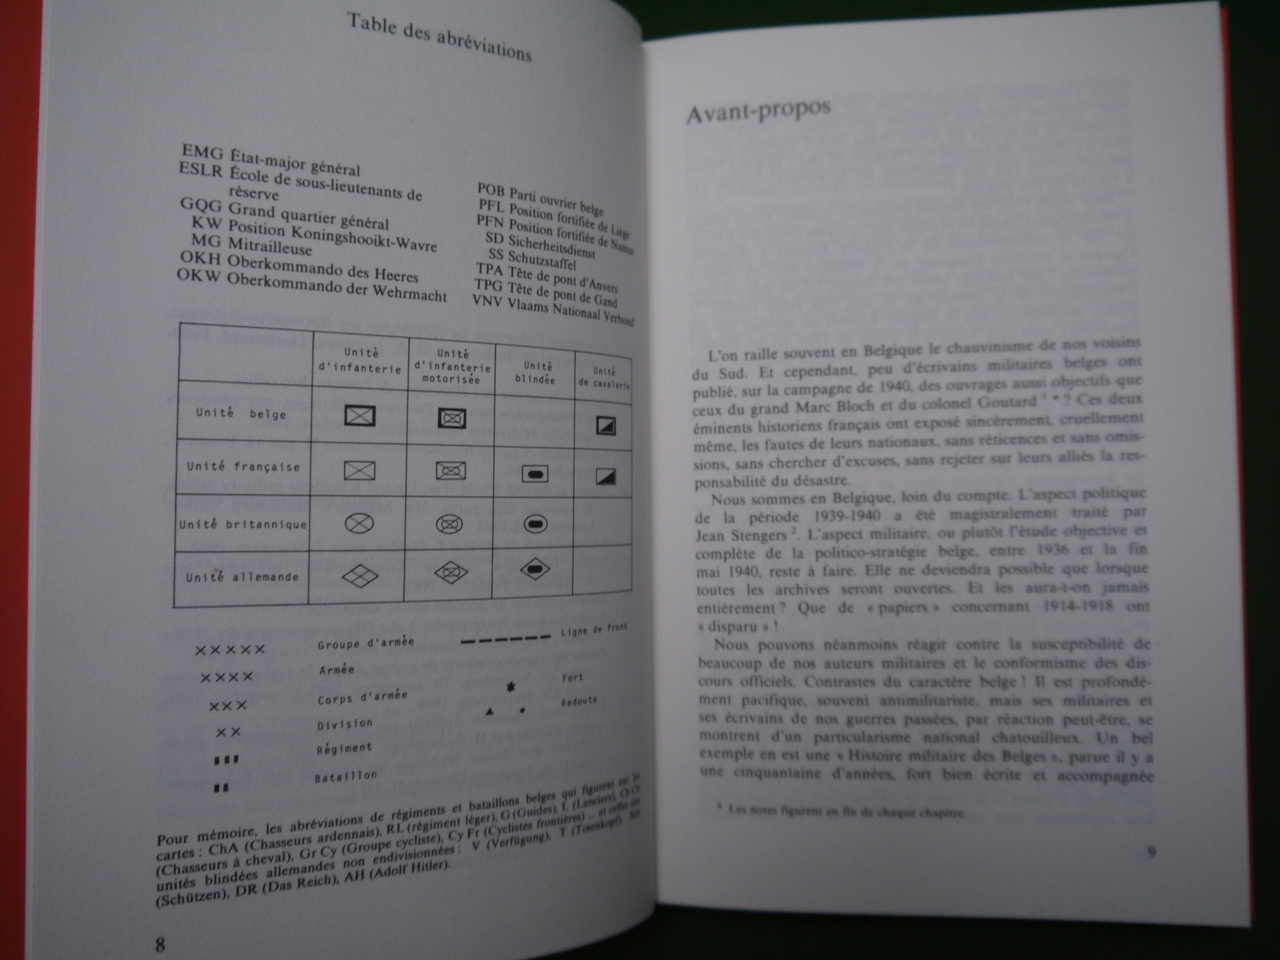 Table des abréviations
EMG État-major général
ESLR École de sous-lieutenants de
réserve
GQG Grand quartier général
KW Position Koningshooikt-Wavre
MG Mitrailleuse
OKH Oberkommando des Heeres
OKW Oberkommando der Wehrmacht
POB Parti ouvrier belge
PFL Position fortifiée de Liège
PFN Position fortifiée de Namur
SD Sicherheitsdienst
SS Schutzstaffel
TPA Tête de pont d'Anvers
TPG Tête de pont de Gand
VNV Vlaams Nationaal Verbond
Unité d'infanterie
Unité d'infanterie motorisée
Unité blindée
Unité de cavalerie
Unité belge
Unité française
Unité britannique
Unité allemande
××××× Groupe d'armée
×××× Armée
××× Corps d'armée
×× Division
Régiment
Bataillon
Ligne de front
Fort
Redoute
Pour mémoire, les abréviations de régiments et bataillons belges qui figurent sur les
cartes : ChA (Chasseurs ardennais), RL (régiment léger), G (Guides), L (Lanciers), Ch Ch
(Chasseurs à cheval), Gr Cy (Groupe cycliste), Cy Fr (Cyclistes frontières) ... et celles des
unités blindées allemandes non endivisionnées : V (Verfügung), T (Totenkopf), Sch
(Schützen), DR (Das Reich), AH (Adolf Hitler).
8
Avant-propos
L'on raille souvent en Belgique le chauvinisme de nos voisins
du Sud. Et cependant, peu d'écrivains militaires belges ont
publié, sur la campagne de 1940, des ouvrages aussi objectifs que
ceux du grand Marc Bloch et du colonel Goutard ¹ * ? Ces deux
éminents historiens français ont exposé sincèrement, cruellement
même, les fautes de leurs nationaux, sans réticences et sans omis-
sions, sans chercher d'excuses, sans rejeter sur leurs alliés la res-
ponsabilité du désastre.
Nous sommes en Belgique, loin du compte. L'aspect politique
de la période 1939-1940 a été magistralement traité par
Jean Stengers ². L'aspect militaire, ou plutôt l'étude objective et
complète de la politico-stratégie belge, entre 1936 et la fin
mai 1940, reste à faire. Elle ne deviendra possible que lorsque
toutes les archives seront ouvertes. Et les aura-t-on jamais
entièrement ? Que de « papiers » concernant 1914-1918 ont
« disparu » !
Nous pouvons néanmoins réagir contre la susceptibilité de
beaucoup de nos auteurs militaires et le conformisme des dis-
cours officiels. Contrastes du caractère belge ! Il est profondé-
ment pacifique, souvent antimilitariste, mais ses militaires et
ses écrivains de nos guerres passées, par réaction peut-être, se
montrent d'un particularisme national chatouilleux. Un bel
exemple en est une « Histoire militaire des Belges », parue il y a
une cinquantaine d'années, fort bien écrite et accompagnée
* Les notes figurent en fin de chaque chapitre.
9